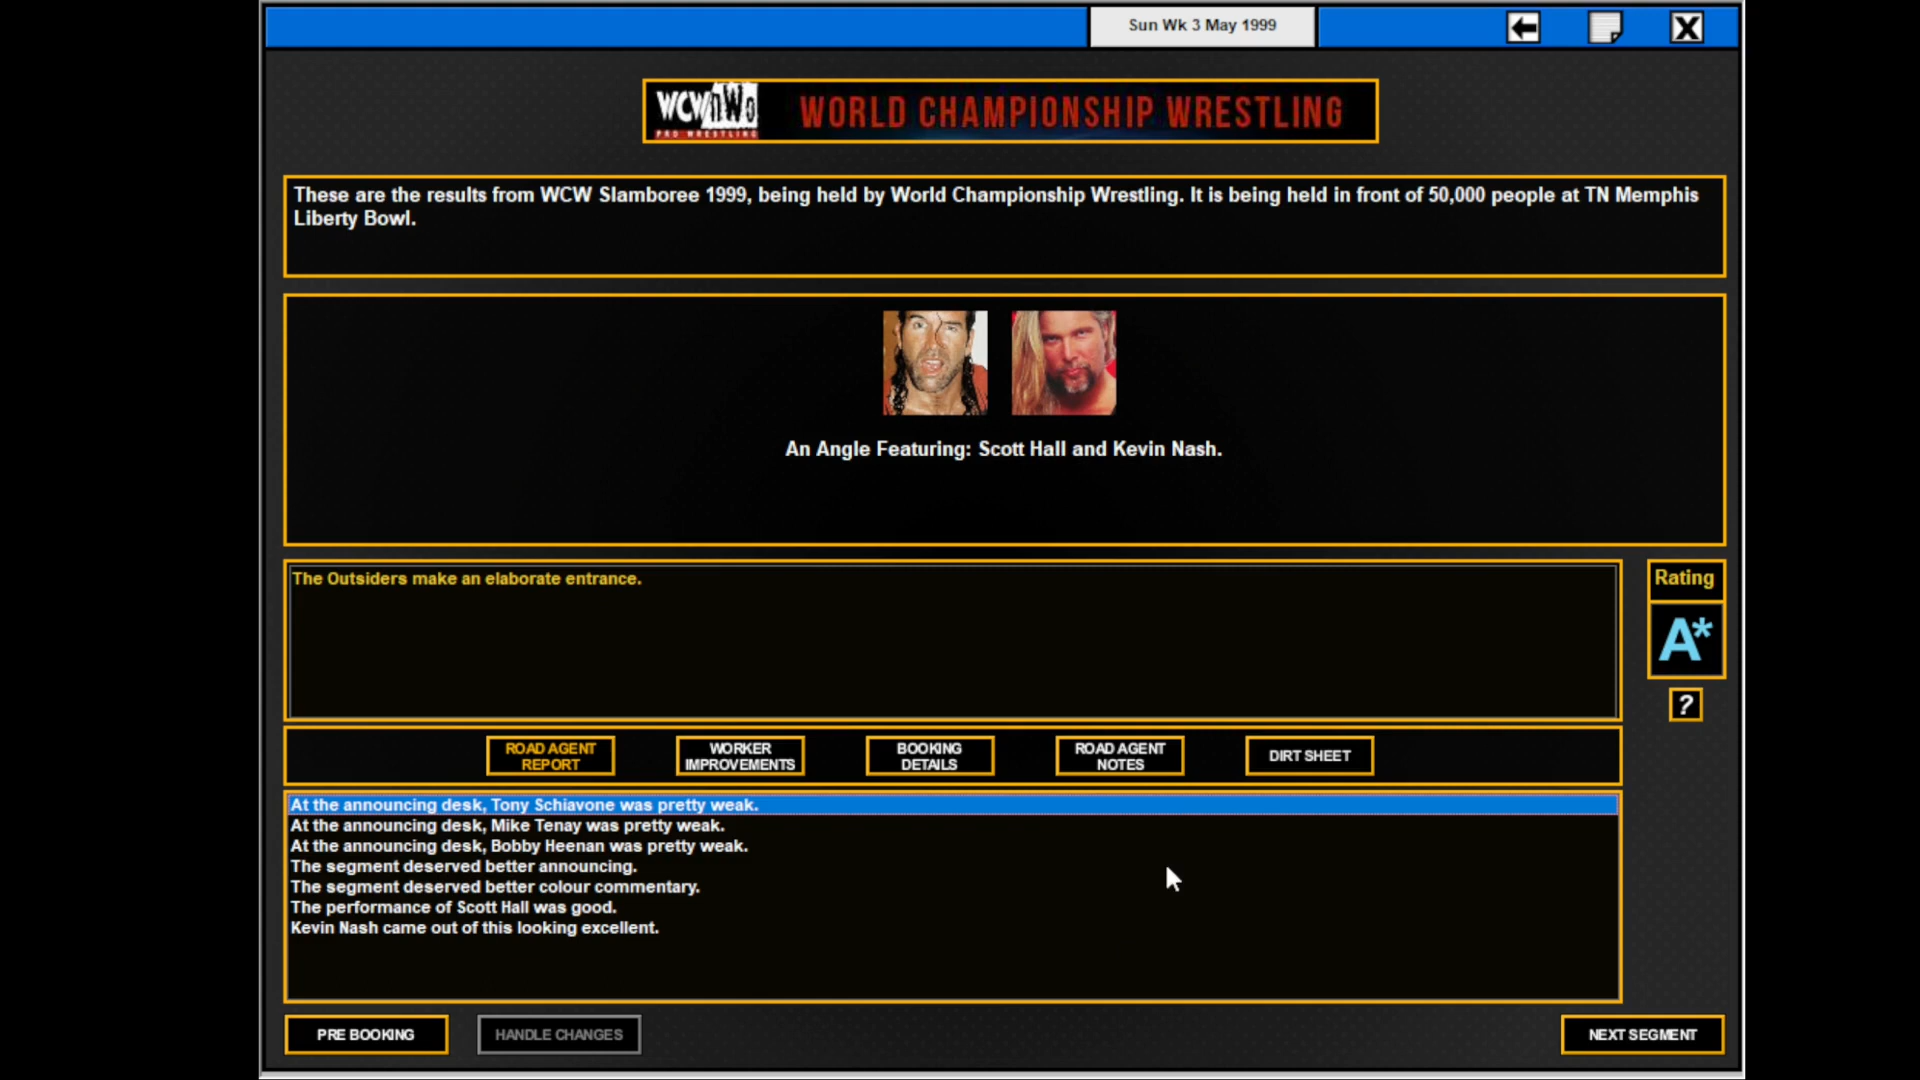 Sun Wk 3 May 1999
WCW nWo
PRO WRESTLING
WORLD CHAMPIONSHIP WRESTLING
These are the results from WCW Slamboree 1999, being held by World Championship Wrestling. It is being held in front of 50,000 people at TN Memphis
Liberty Bowl.
An Angle Featuring: Scott Hall and Kevin Nash.
The Outsiders make an elaborate entrance.
Rating
A*
?
ROAD AGENT
REPORT
WORKER
IMPROVEMENTS
BOOKING
DETAILS
ROAD AGENT
NOTES
DIRT SHEET
At the announcing desk, Tony Schiavone was pretty weak.
At the announcing desk, Mike Tenay was pretty weak.
At the announcing desk, Bobby Heenan was pretty weak.
The segment deserved better announcing.
The segment deserved better colour commentary.
The performance of Scott Hall was good.
Kevin Nash came out of this looking excellent.
PRE BOOKING
HANDLE CHANGES
NEXT SEGMENT